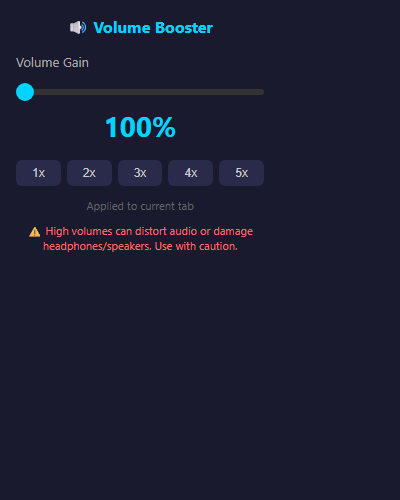 🔊 Volume Booster
Volume Gain
100%
1x 2x 3x 4x 5x
Applied to current tab
⚠ High volumes can distort audio or damage
headphones/speakers. Use with caution.